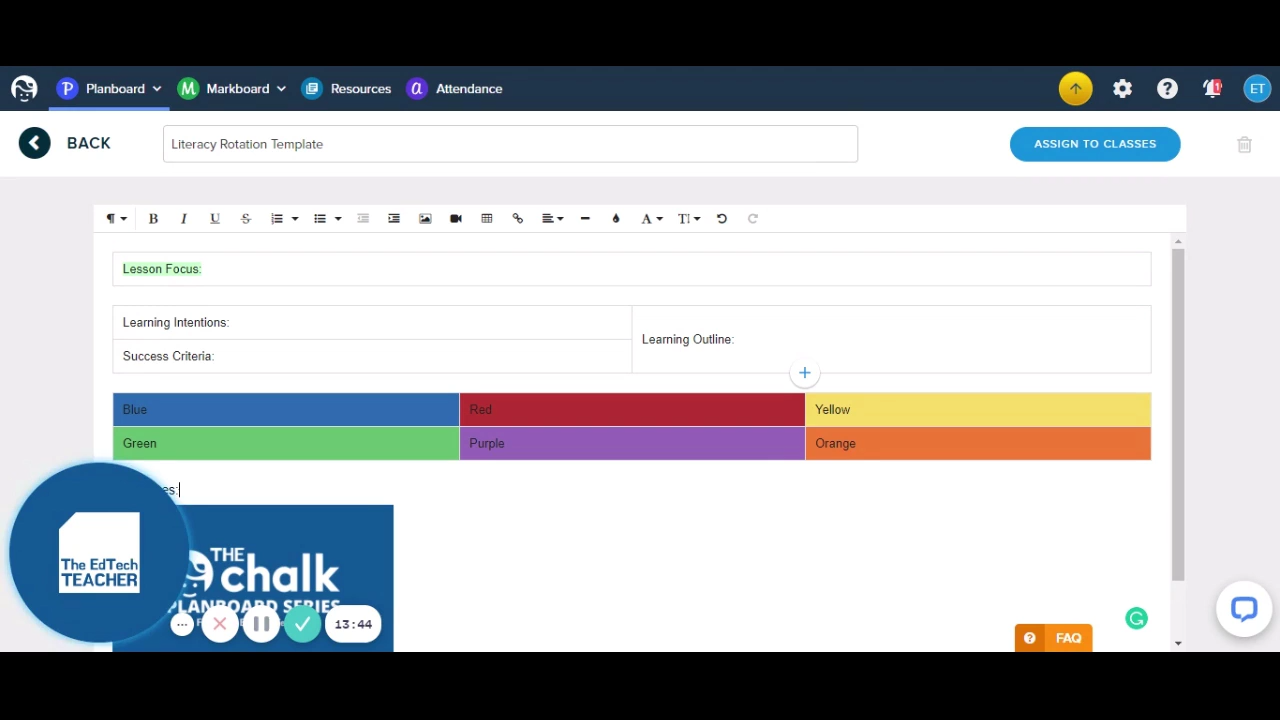 Planboard Markboard Resources Attendance ET
BACK Literacy Rotation Template ASSIGN TO CLASSES
Lesson Focus:
Learning Intentions:
Success Criteria:
Learning Outline:
Blue Red Yellow
Green Purple Orange
The EdTech
TEACHER
THE
chalk
PLANBOARD SERIES
13:44
FAQ